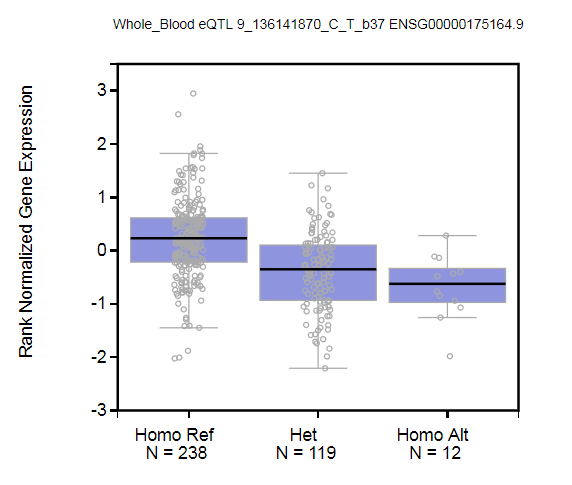 Whole_Blood eQTL 9_136141870_C_T_b37 ENSG00000175164.9
Rank Normalized Gene Expression
3
2
1
0
-1
-2
-3
Homo Ref Het Homo Alt
N = 238 N = 119 N = 12